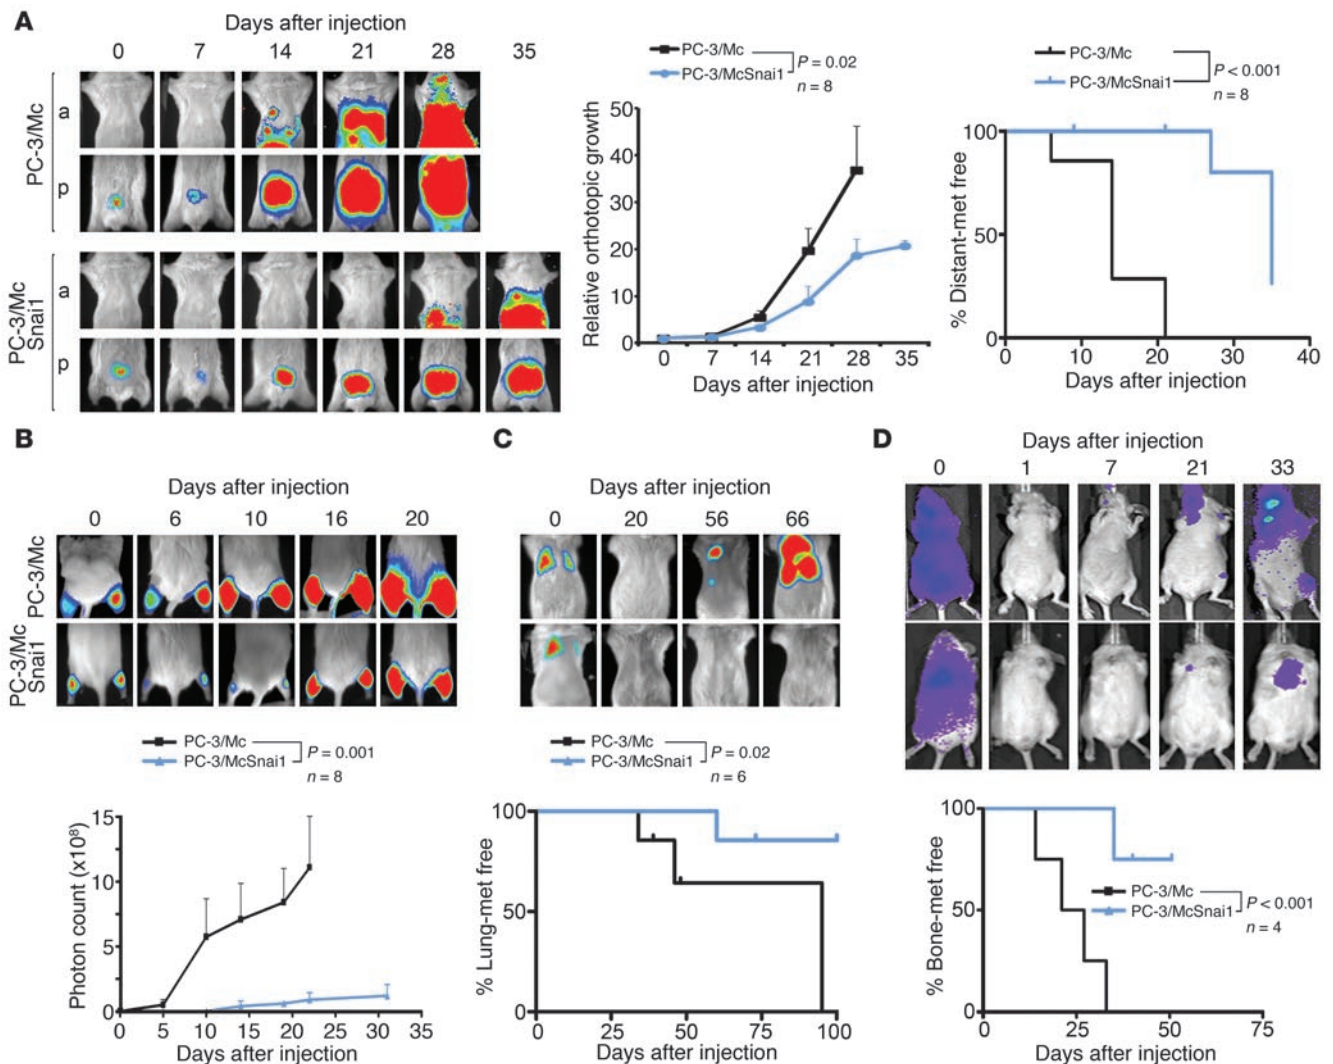 A
Days after injection
0 7 14 21 28 35
PC-3/Mc
a
p
PC-3/Mc
Snai1
a
p
PC-3/Mc
PC-3/McSnai1
P = 0.02
n = 8
Relative orthotopic growth
50
40
30
20
10
0
0 7 14 21 28 35
Days after injection
PC-3/Mc
PC-3/McSnai1
P < 0.001
n = 8
% Distant-met free
100
50
0
0 10 20 30 40
Days after injection
B
Days after injection
0 6 10 16 20
PC-3/Mc
PC-3/Mc
Snai1
PC-3/Mc
PC-3/McSnai1
P = 0.001
n = 8
Photon count (x10⁸)
15
10
5
0
0 5 10 15 20 25 30 35
Days after injection
C
Days after injection
0 20 56 66
PC-3/Mc
PC-3/McSnai1
P = 0.02
n = 6
% Lung-met free
100
50
0
0 25 50 75 100
Days after injection
D
Days after injection
0 1 7 21 33
% Bone-met free
100
50
0
PC-3/Mc
PC-3/McSnai1
P < 0.001
n = 4
0 25 50 75
Days after injection